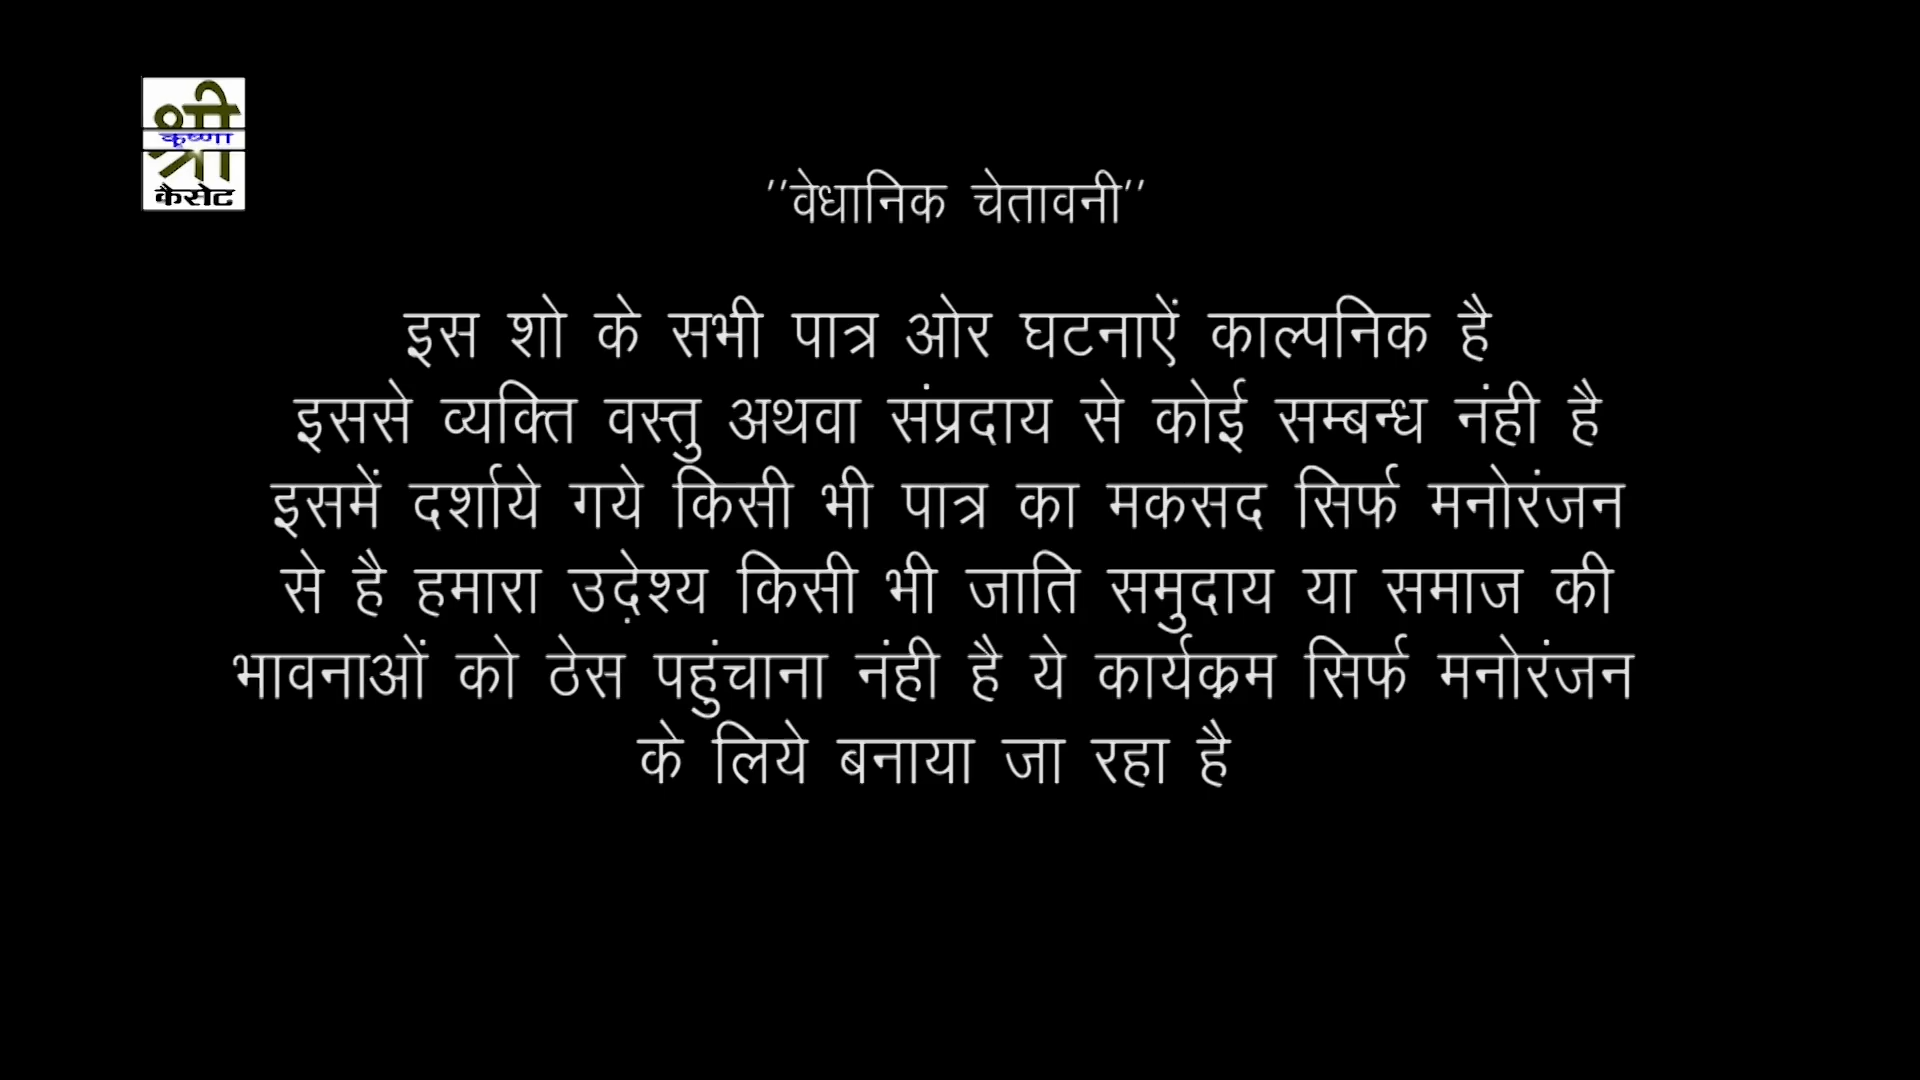 श्री
कृष्णा
कैसेट
''वेधानिक चेतावनी''
इस शो के सभी पात्र ओर घटनाऐं काल्पनिक है
इससे व्यक्ति वस्तु अथवा संप्रदाय से कोई सम्बन्ध नंही है
इसमें दर्शाये गये किसी भी पात्र का मकसद सिर्फ मनोरंजन
से है हमारा उद़ेश्य किसी भी जाति समुदाय या समाज की
भावनाओं को ठेस पहुंचाना नंही है ये कार्यक्रम सिर्फ मनोरंजन
के लिये बनाया जा रहा है